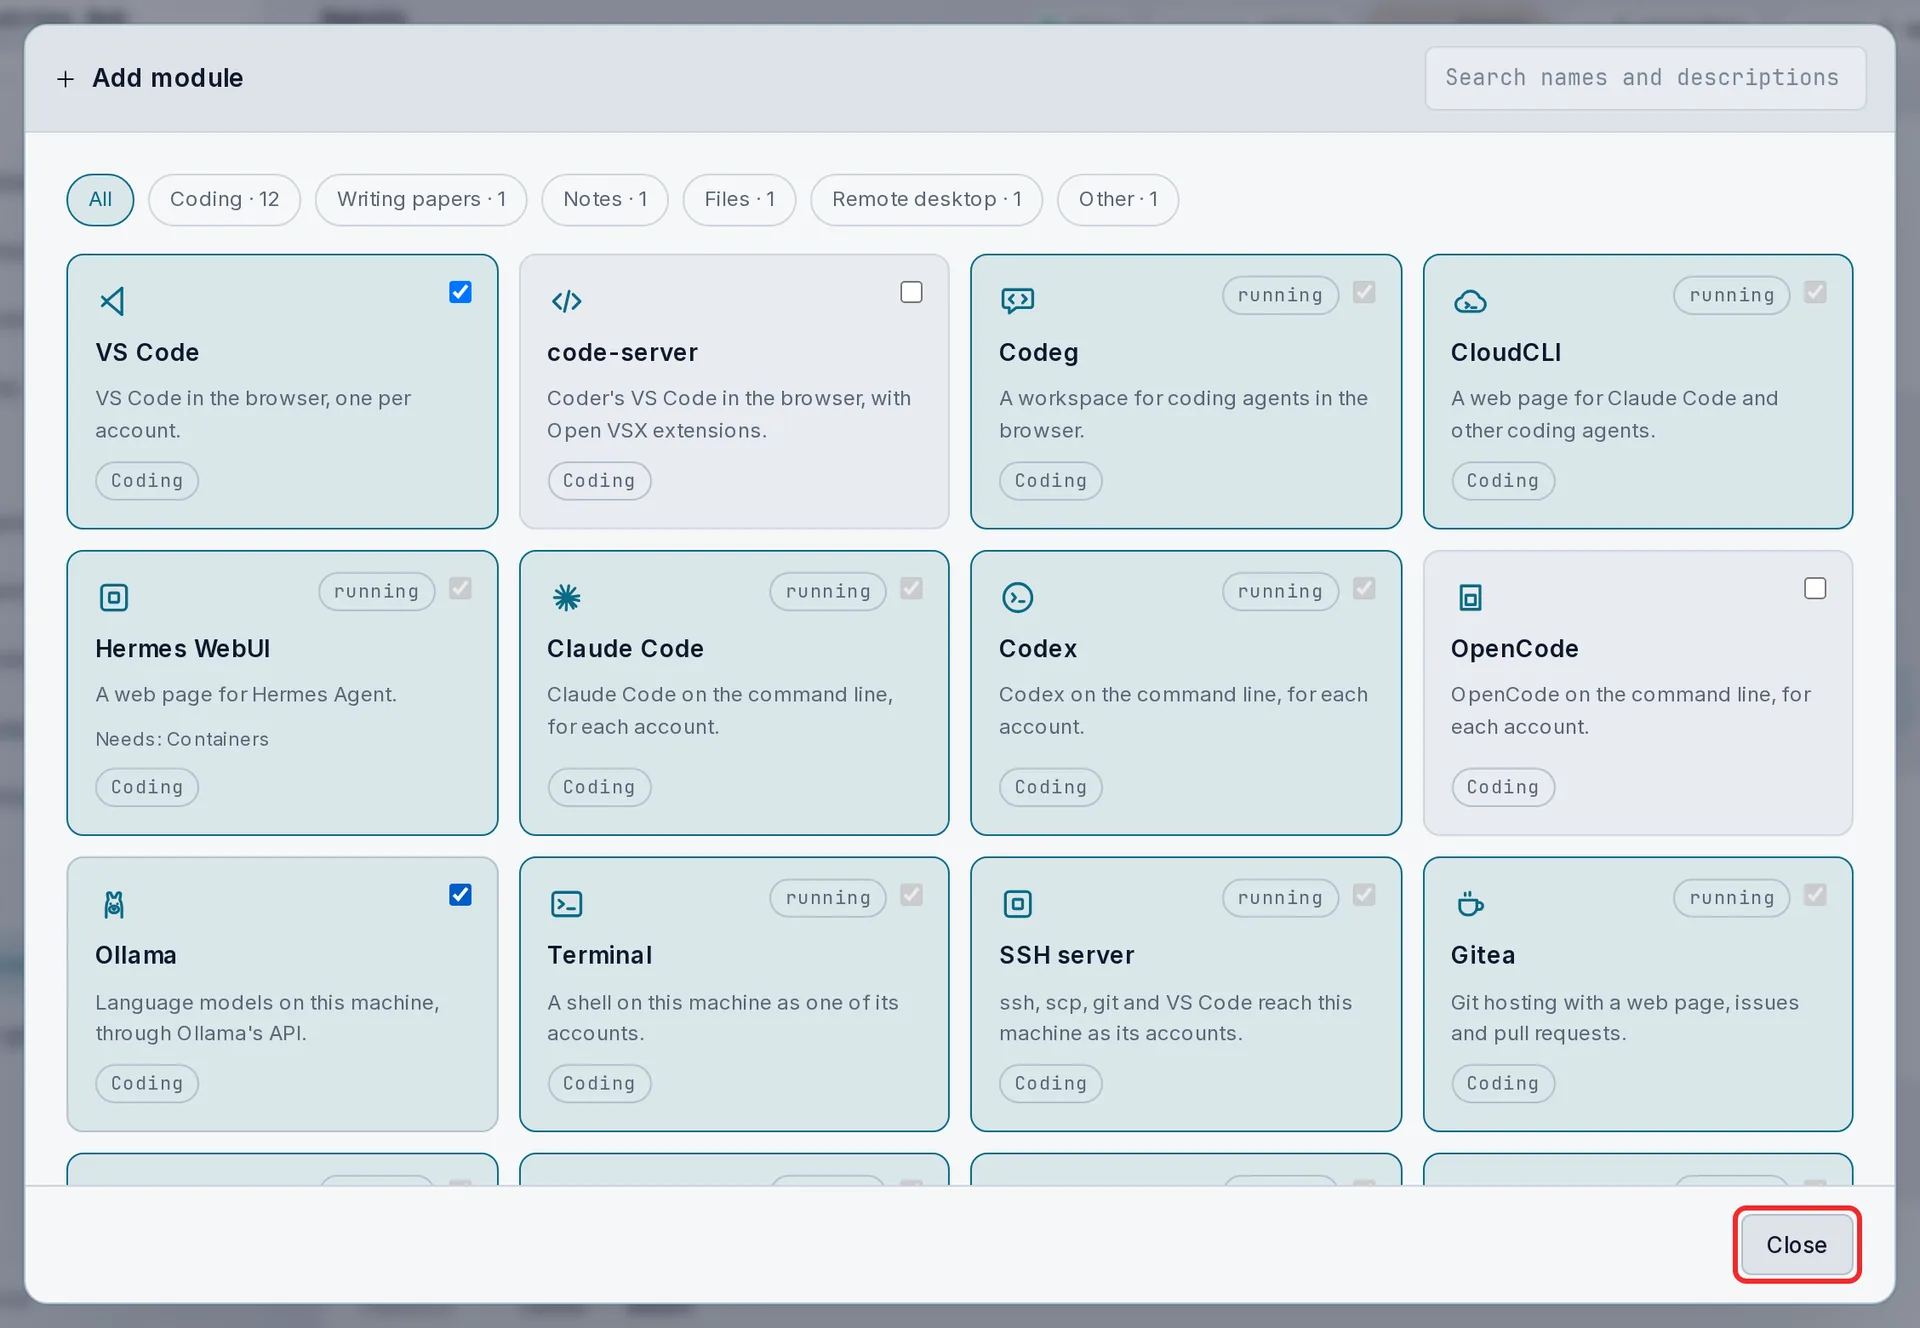 + Add module
Search names and descriptions
All
Coding · 12
Writing papers · 1
Notes · 1
Files · 1
Remote desktop · 1
Other · 1
VS Code
VS Code in the browser, one per
account.
Coding
code-server
Coder's VS Code in the browser, with
Open VSX extensions.
Coding
running
Codeg
A workspace for coding agents in the
browser.
Coding
running
CloudCLI
A web page for Claude Code and
other coding agents.
Coding
running
Hermes WebUI
A web page for Hermes Agent.
Needs: Containers
Coding
running
Claude Code
Claude Code on the command line,
for each account.
Coding
running
Codex
Codex on the command line, for each
account.
Coding
OpenCode
OpenCode on the command line, for
each account.
Coding
Ollama
Language models on this machine,
through Ollama's API.
Coding
running
Terminal
A shell on this machine as one of its
accounts.
Coding
running
SSH server
ssh, scp, git and VS Code reach this
machine as its accounts.
Coding
running
Gitea
Git hosting with a web page, issues
and pull requests.
Coding
Close